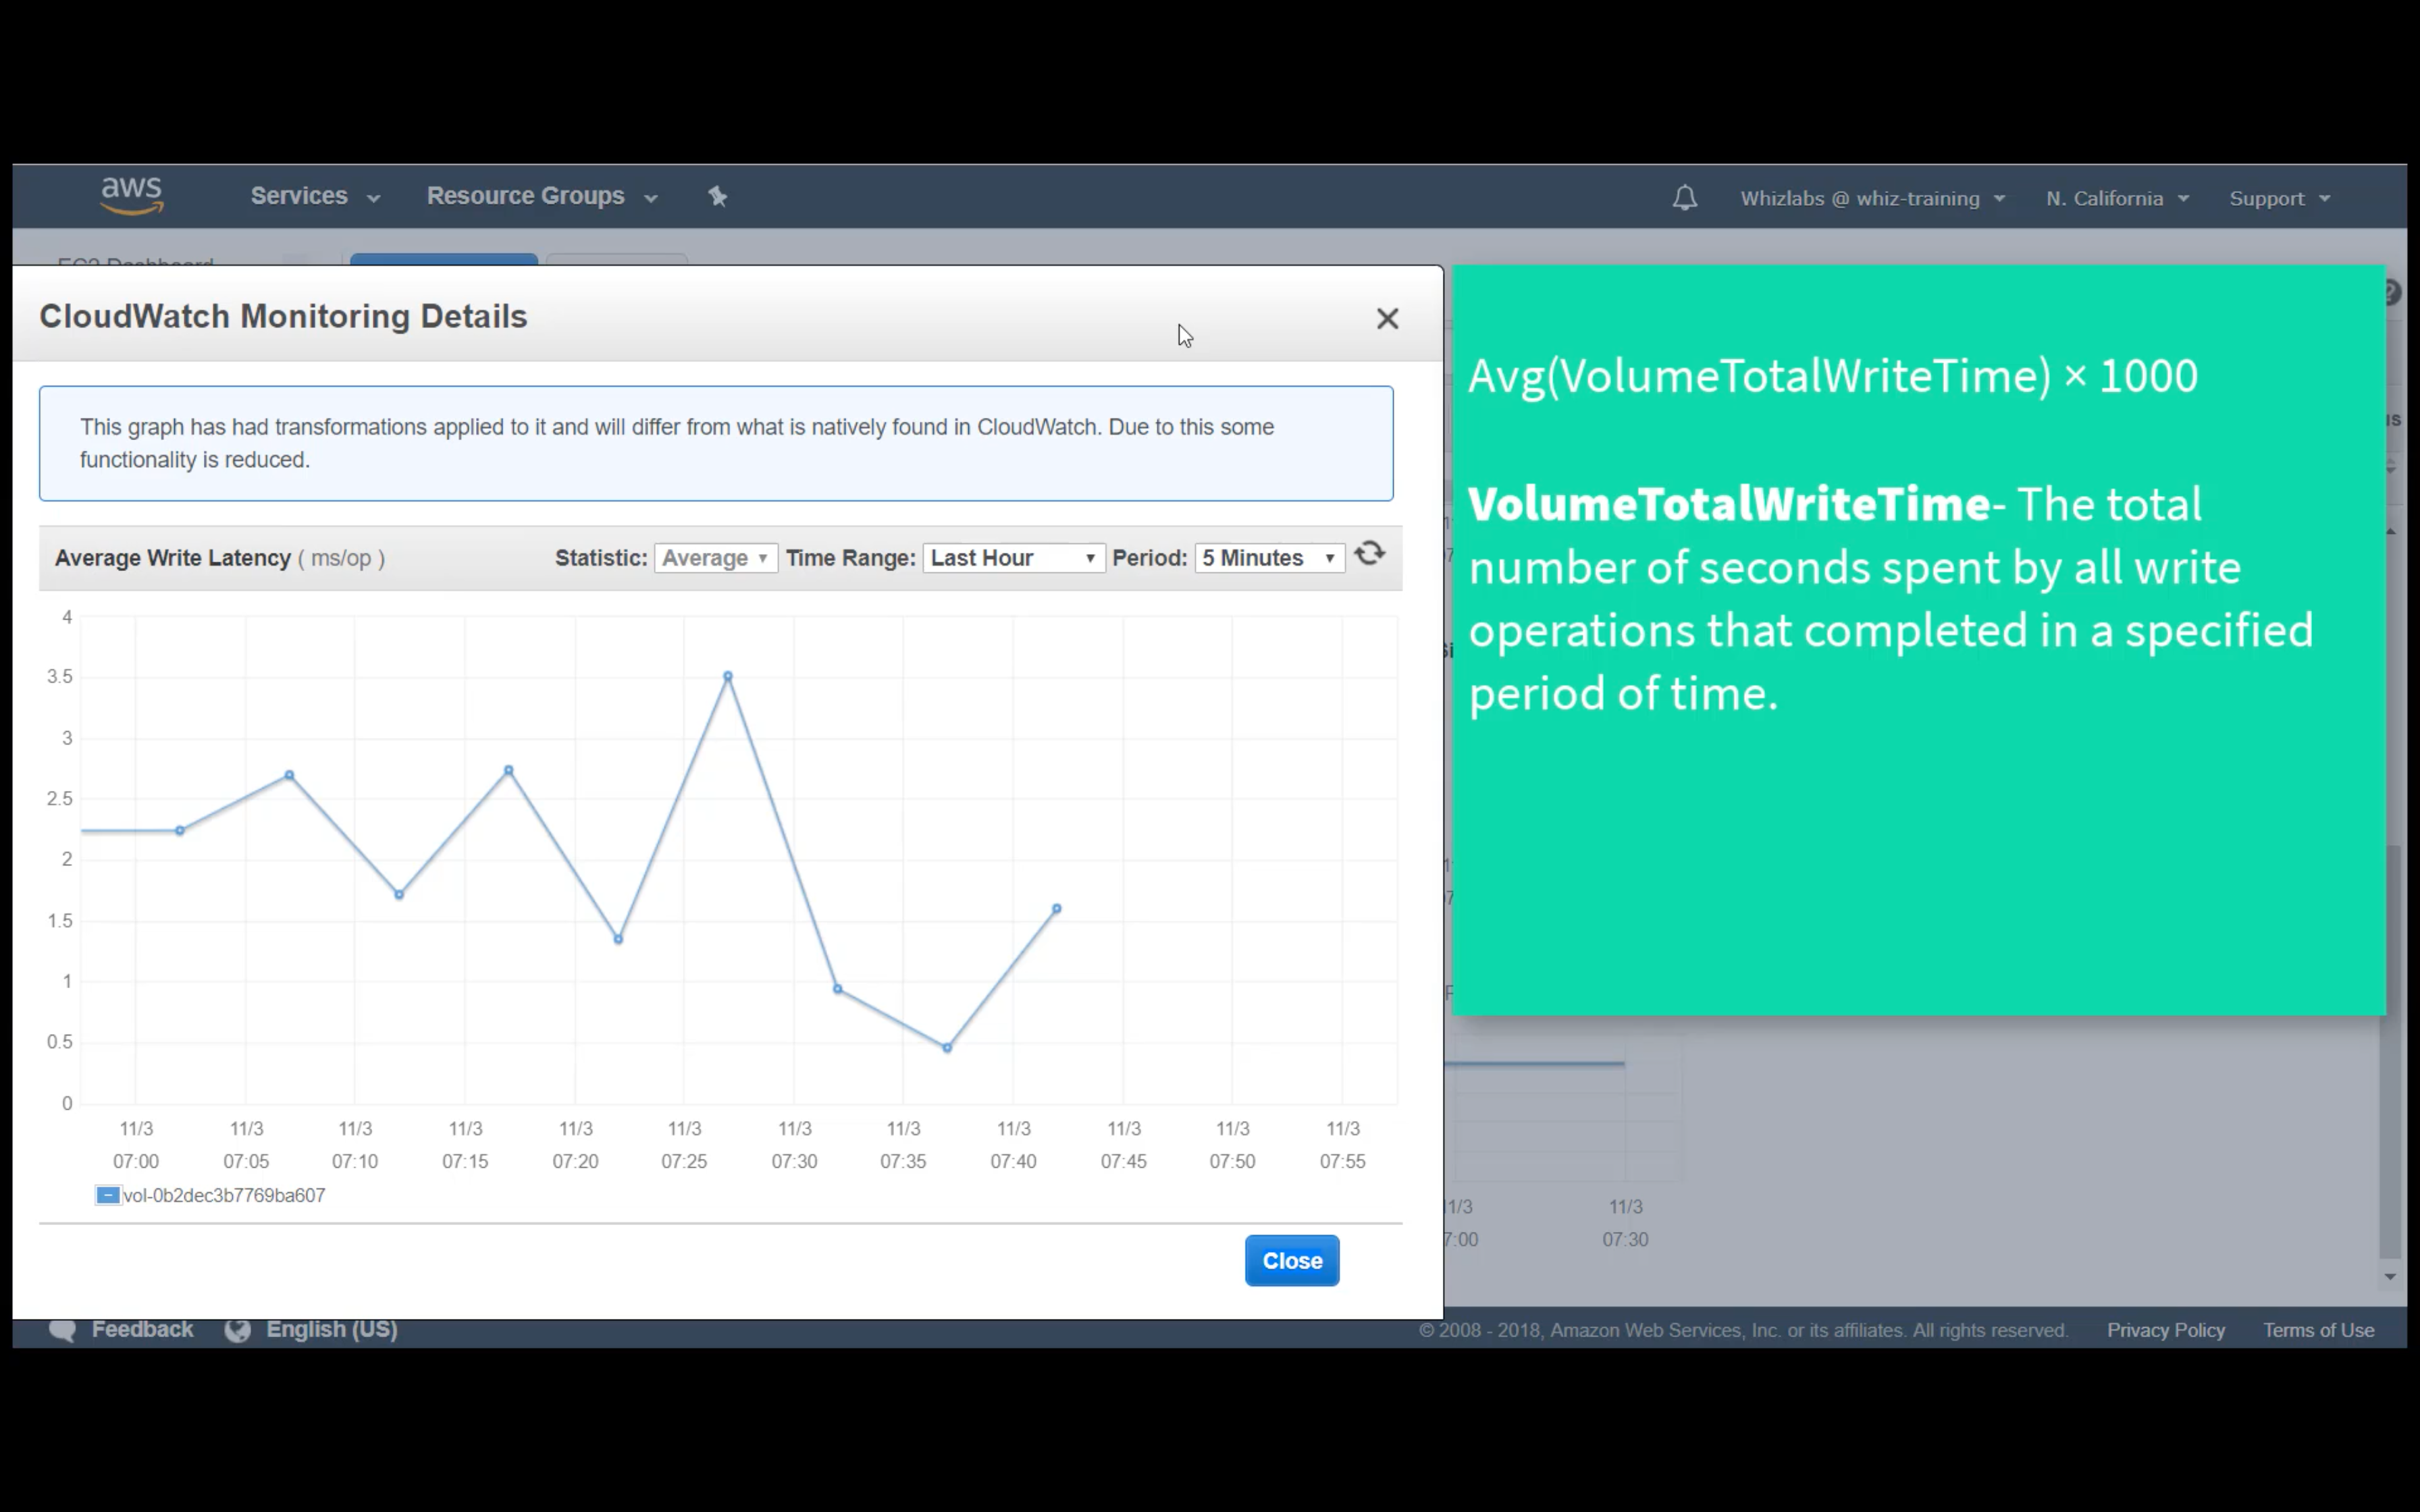 aws
Services
Resource Groups
Whizlabs @ whiz-training
N. California
Support
EC2 Dashboard
CloudWatch Monitoring Details
This graph has had transformations applied to it and will differ from what is natively found in CloudWatch. Due to this some
functionality is reduced.
Average Write Latency ( ms/op )
Statistic: Average Time Range: Last Hour Period: 5 Minutes
4
3.5
3
2.5
2
1.5
1
0.5
0
11/3 11/3 11/3 11/3 11/3 11/3 11/3 11/3 11/3 11/3 11/3 11/3
07:00 07:05 07:10 07:15 07:20 07:25 07:30 07:35 07:40 07:45 07:50 07:55
vol-0b2dec3b7769ba607
Close
Avg(VolumeTotalWriteTime) × 1000
VolumeTotalWriteTime- The total
number of seconds spent by all write
operations that completed in a specified
period of time.
11/3
07:30
Feedback
English (US)
© 2008 - 2018, Amazon Web Services, Inc. or its affiliates. All rights reserved.
Privacy Policy
Terms of Use